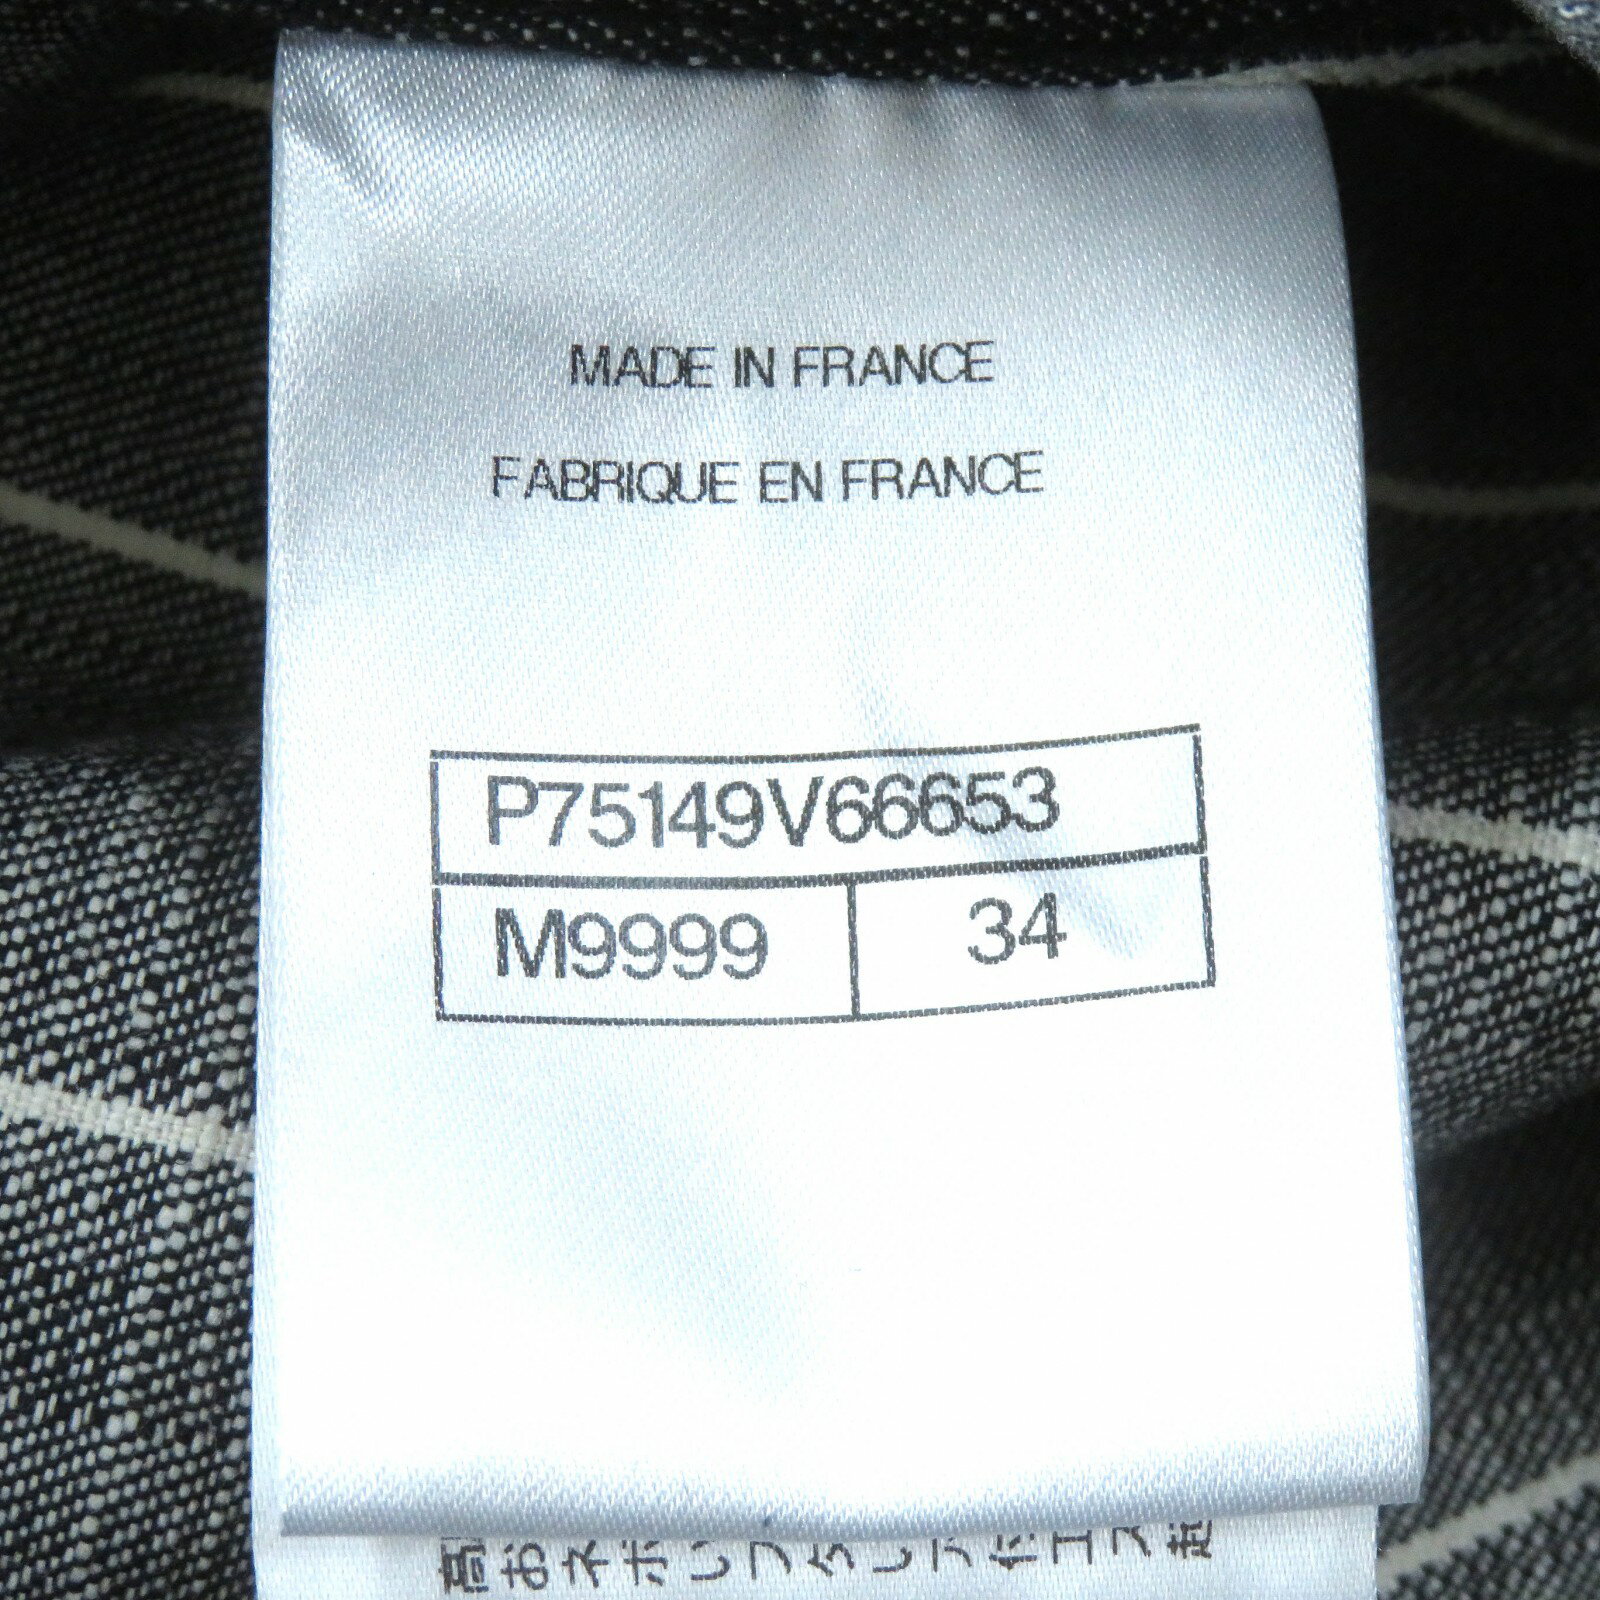 MADE IN FRANCE
FABRIQUE EN FRANCE
P75149V66653
M9999 34